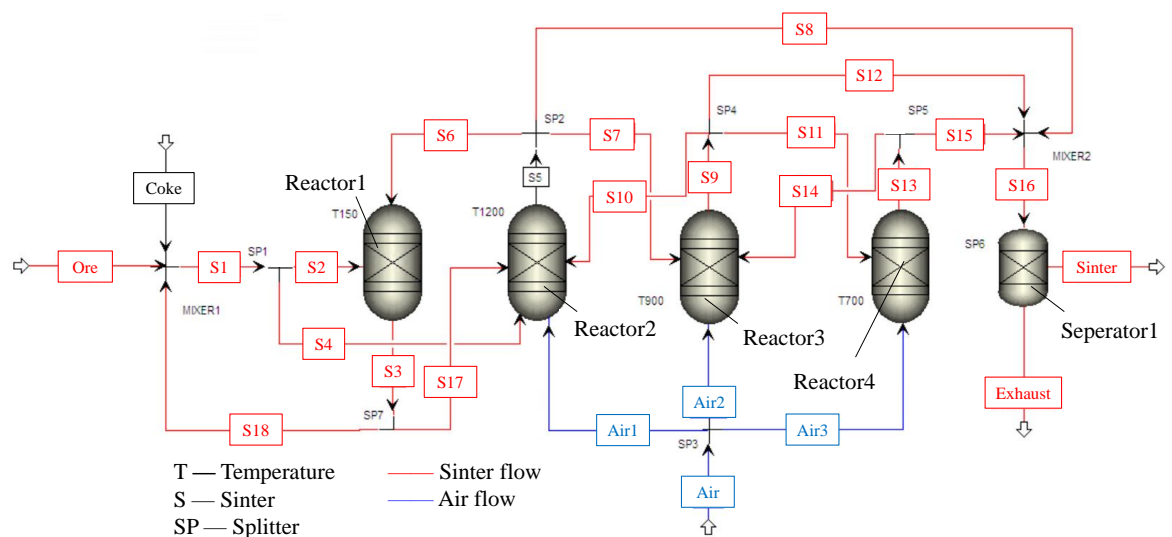 S8
S12
SP4
SP5
SP2
S6
S7
S11
S15
MIXER2
Coke
Reactor1
S5
S10
S9
S14
S13
S16
T150
T1200
SP6
Ore
S1
SP1
S2
Sinter
MIXER1
T900
T700
Reactor2
Reactor3
Seperator1
S4
S3
S17
Reactor4
Air2
Exhaust
SP7
S18
Air1
SP3
Air3
T — Temperature
Sinter flow
S — Sinter
Air flow
Air
SP — Splitter